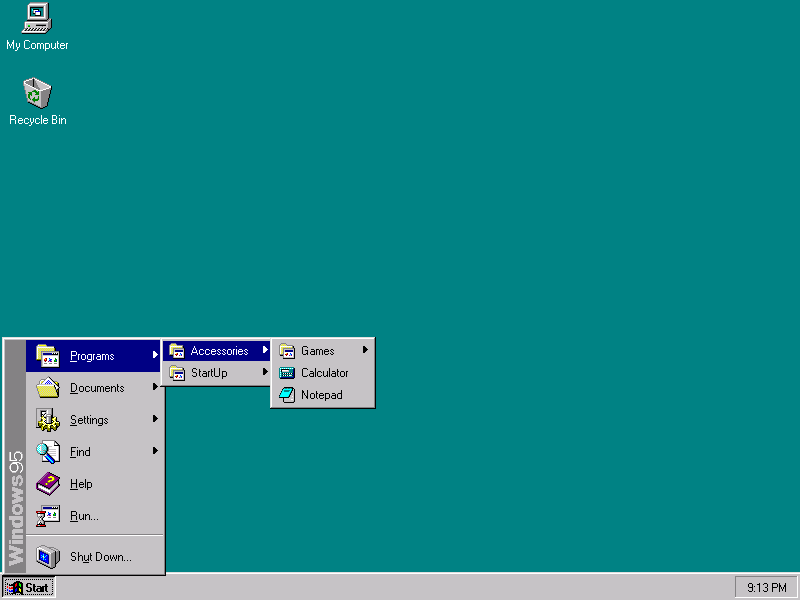 My Computer
Recycle Bin
Programs
Documents
Settings
Find
Help
Run...
Shut Down...
Windows95
Accessories
StartUp
Games
Calculator
Notepad
Start
9:13 PM